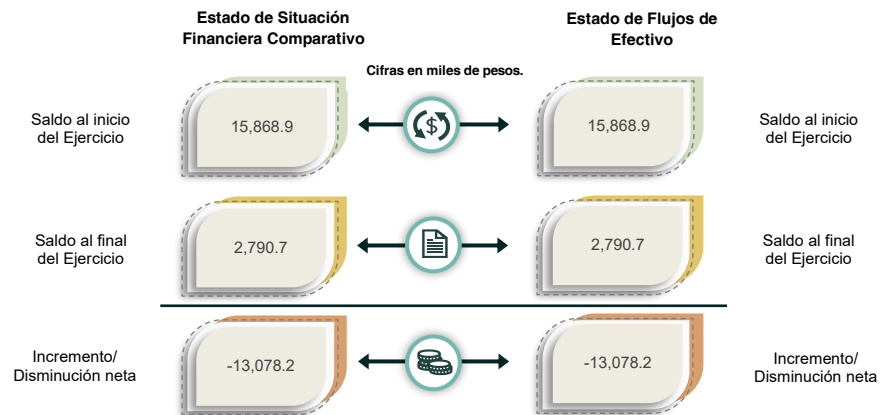 Estado de Situación
Financiera Comparativo
Estado de Flujos de
Efectivo
Cifras en miles de pesos.
Saldo al inicio
del Ejercicio
15,868.9
$
15,868.9
Saldo al inicio
del Ejercicio
Saldo al final
del Ejercicio
2,790.7
2,790.7
Saldo al final
del Ejercicio
Incremento/
Disminución neta
-13,078.2
-13,078.2
Incremento/
Disminución neta